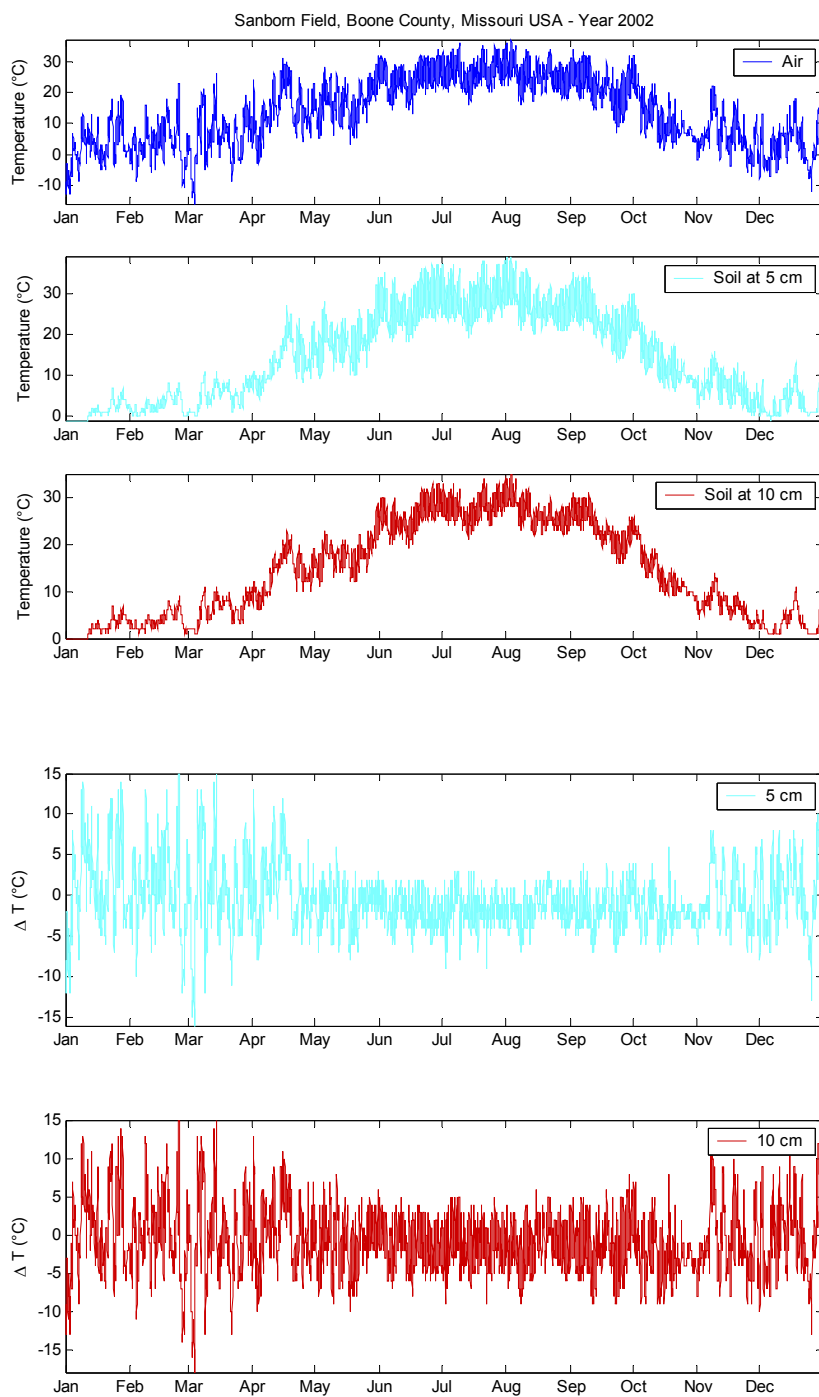 Sanborn Field, Boone County, Missouri USA - Year 2002
Temperature (°C)
30
20
10
0
-10
Air
Jan Feb Mar Apr May Jun Jul Aug Sep Oct Nov Dec
Temperature (°C)
30
20
10
0
Soil at 5 cm
Jan Feb Mar Apr May Jun Jul Aug Sep Oct Nov Dec
Temperature (°C)
30
20
10
0
Soil at 10 cm
Jan Feb Mar Apr May Jun Jul Aug Sep Oct Nov Dec
Δ T (°C)
15
10
5
0
-5
-10
-15
5 cm
Jan Feb Mar Apr May Jun Jul Aug Sep Oct Nov Dec
Δ T (°C)
15
10
5
0
-5
-10
-15
10 cm
Jan Feb Mar Apr May Jun Jul Aug Sep Oct Nov Dec